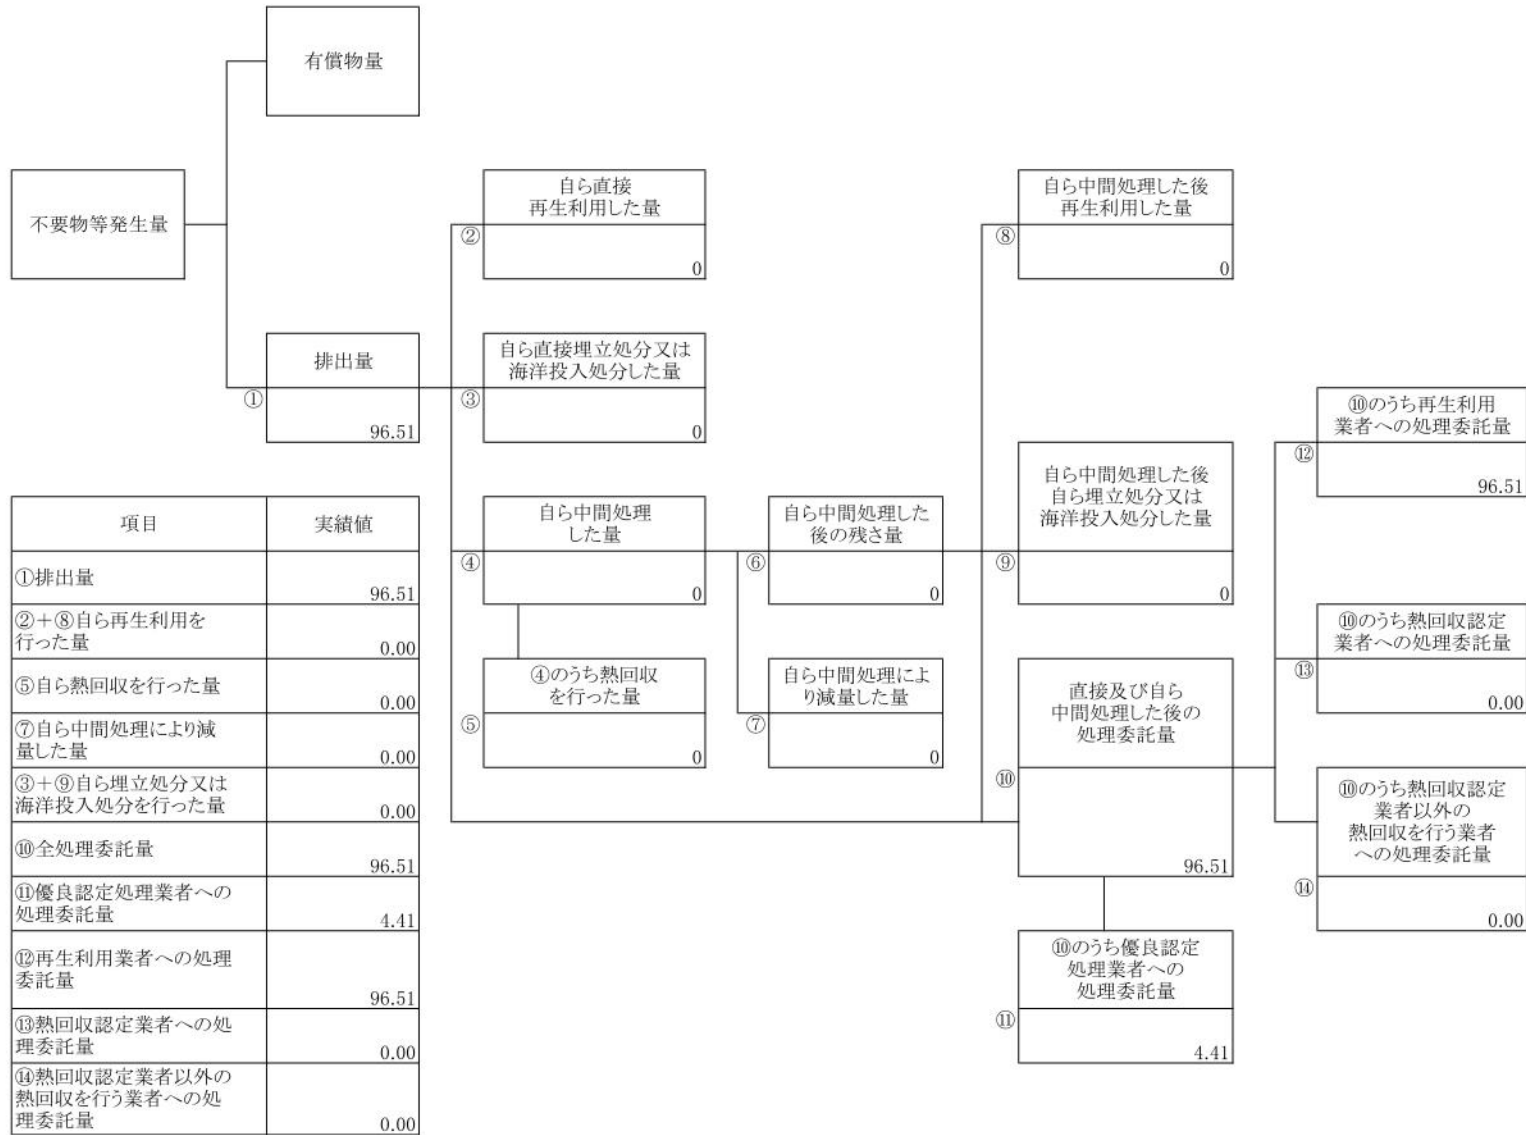 有償物量
不要物等発生量
排出量
①
96.51
自ら直接
再生利用した量
②
0
自ら直接埋立処分又は
海洋投入処分した量
③
0
自ら中間処理
した量
④
0
④のうち熱回収
を行った量
⑤
0
自ら中間処理した
後の残さ量
⑥
0
自ら中間処理によ
り減量した量
⑦
0
自ら中間処理した後
再生利用した量
⑧
0
自ら中間処理した後
自ら埋立処分又は
海洋投入処分した量
⑨
0
直接及び自ら
中間処理した後の
処理委託量
⑩
96.51
⑩のうち優良認定
処理業者への
処理委託量
⑪
4.41
⑩のうち再生利用
業者への処理委託量
⑫
96.51
⑩のうち熱回収認定
業者への処理委託量
⑬
0.00
⑩のうち熱回収認定
業者以外の
熱回収を行う業者
への処理委託量
⑭
0.00
項目 実績値
①排出量
96.51
②＋⑧自ら再生利用を
行った量
0.00
⑤自ら熱回収を行った量
0.00
⑦自ら中間処理により減
量した量
0.00
③＋⑨自ら埋立処分又は
海洋投入処分を行った量
0.00
⑩全処理委託量
96.51
⑪優良認定処理業者への
処理委託量
4.41
⑫再生利用業者への処理
委託量
96.51
⑬熱回収認定業者への処
理委託量
0.00
⑭熱回収認定業者以外の
熱回収を行う業者への処
理委託量
0.00